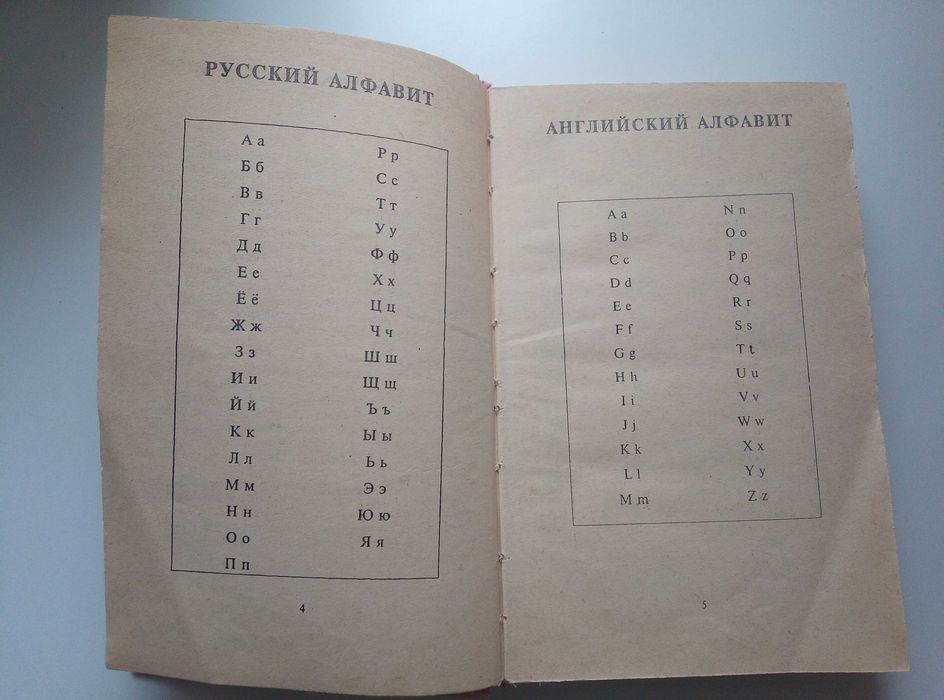 РУССКИЙ АЛФАВИТ
А а
Б б
В в
Г г
Д д
Е е
Ё ё
Ж ж
З з
И и
Й й
К к
Л л
М м
Н н
О о
П п
Р р
С с
Т т
У у
Ф ф
Х х
Ц ц
Ч ч
Ш ш
Щ щ
Ъ ъ
Ы ы
Ь ь
Э э
Ю ю
Я я
4
АНГЛИЙСКИЙ АЛФАВИТ
A a
B b
C c
D d
E e
F f
G g
H h
I i
J j
K k
L l
M m
N n
O o
P p
Q q
R r
S s
T t
U u
V v
W w
X x
Y y
Z z
5